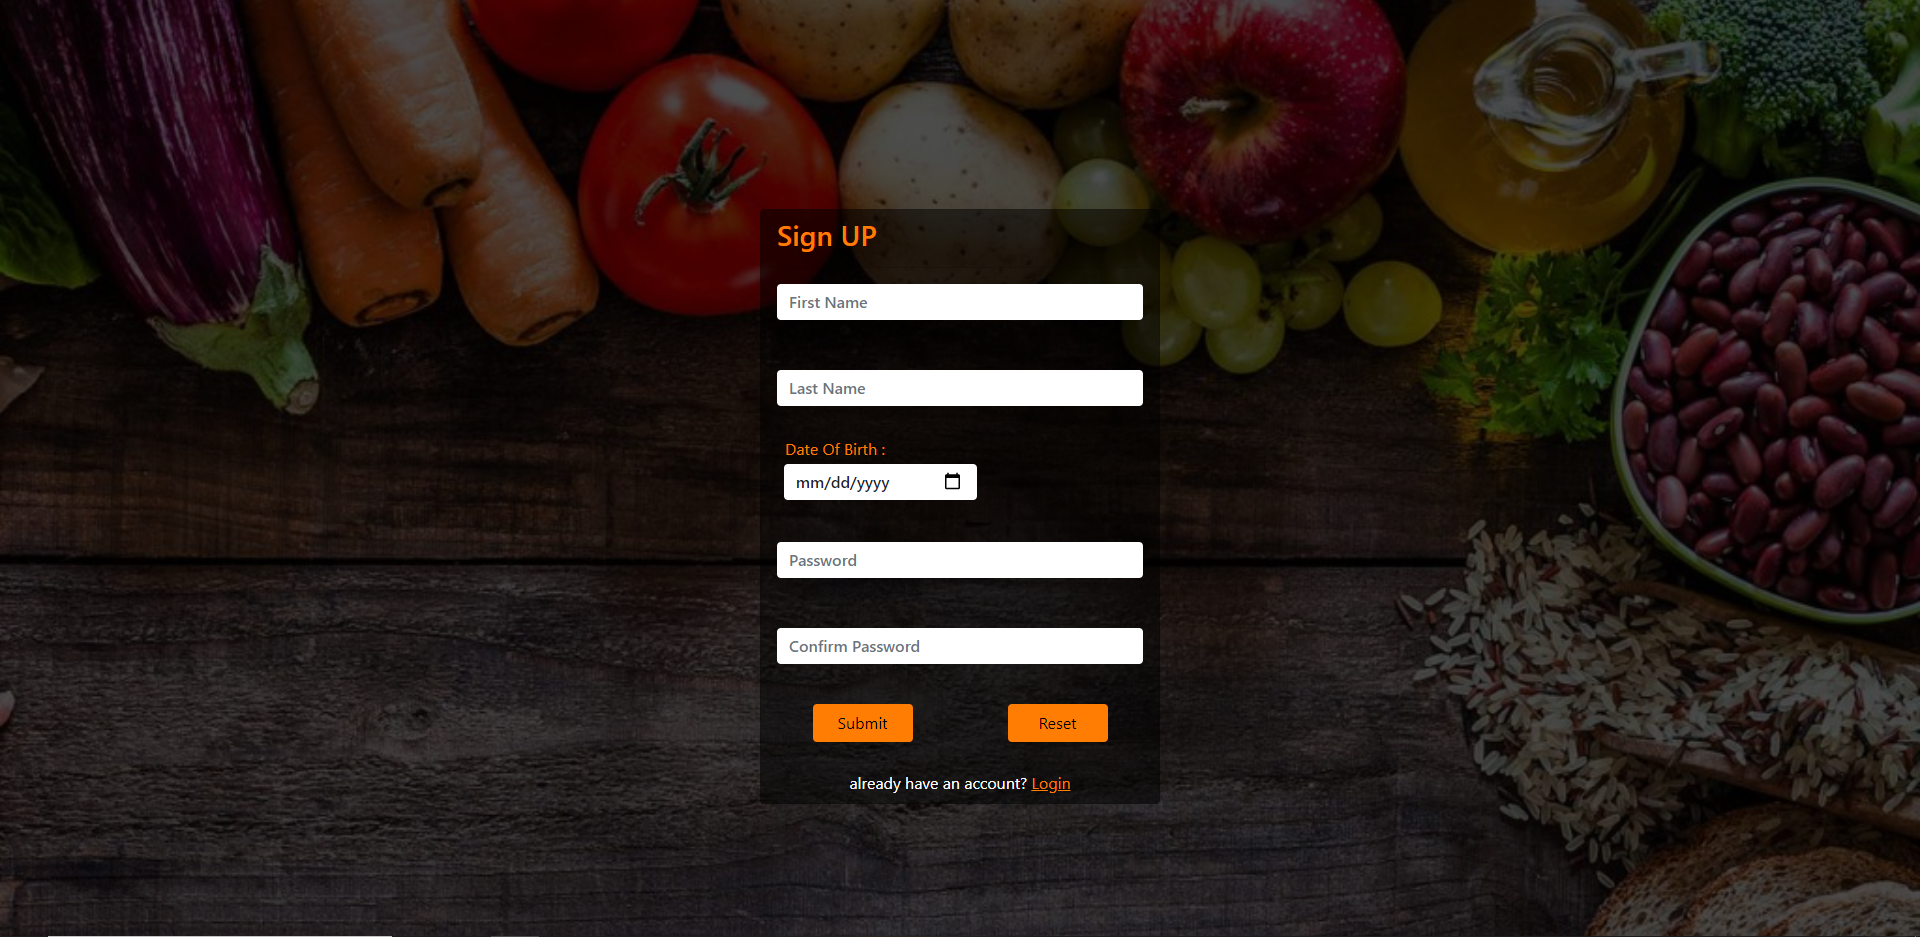 Sign UP
First Name
Last Name
Date Of Birth :
mm/dd/yyyy
Password
Confirm Password
Submit Reset
already have an account? Login